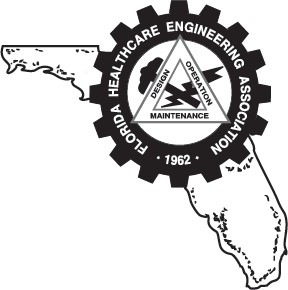 FLORIDA HEALTHCARE ENGINEERING ASSOCIATION
DESIGN
OPERATION
MAINTENANCE
· 1962 ·